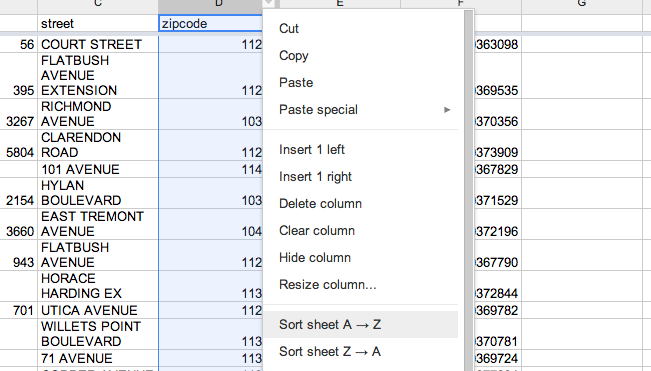 C D E F G
street zipcode
56 COURT STREET 112 363098
FLATBUSH
AVENUE
395 EXTENSION 112 369535
RICHMOND
3267 AVENUE 103 370356
CLARENDON
5804 ROAD 112 373909
101 AVENUE 114 367829
HYLAN
2154 BOULEVARD 103 371529
EAST TREMONT
3660 AVENUE 104 372196
FLATBUSH
943 AVENUE 112 367790
HORACE
HARDING EX 113 372844
701 UTICA AVENUE 112 369782
WILLETS POINT
BOULEVARD 113 370781
71 AVENUE 113 369724
Cut
Copy
Paste
Paste special ►
Insert 1 left
Insert 1 right
Delete column
Clear column
Hide column
Resize column...
Sort sheet A → Z
Sort sheet Z → A